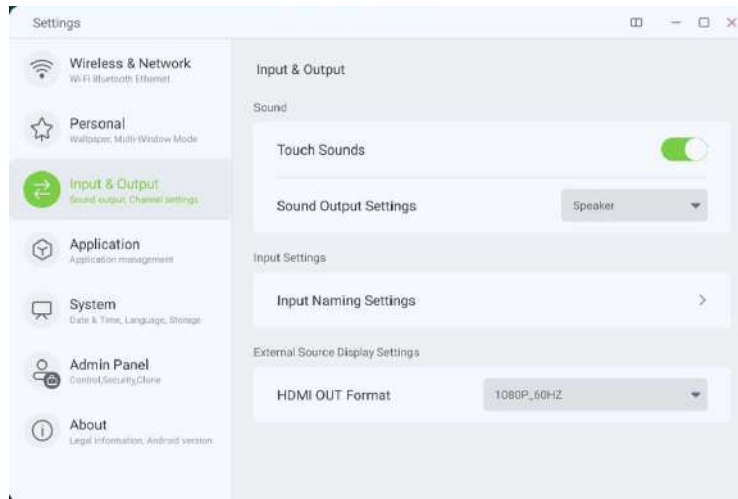 Settings
Wireless & Network
Wi-Fi Bluetooth Ethernet
Personal
Wallpaper, Multi-Window Mode
Input & Output
Sound output, Channel settings
Application
Application management
System
Date & Time, Language, Storage
Admin Panel
Control,Security,Clone
About
Legal information, Android version
Input & Output
Sound
Touch Sounds
Sound Output Settings
Speaker
Input Settings
Input Naming Settings
External Source Display Settings
HDMI OUT Format
1080P_60HZ